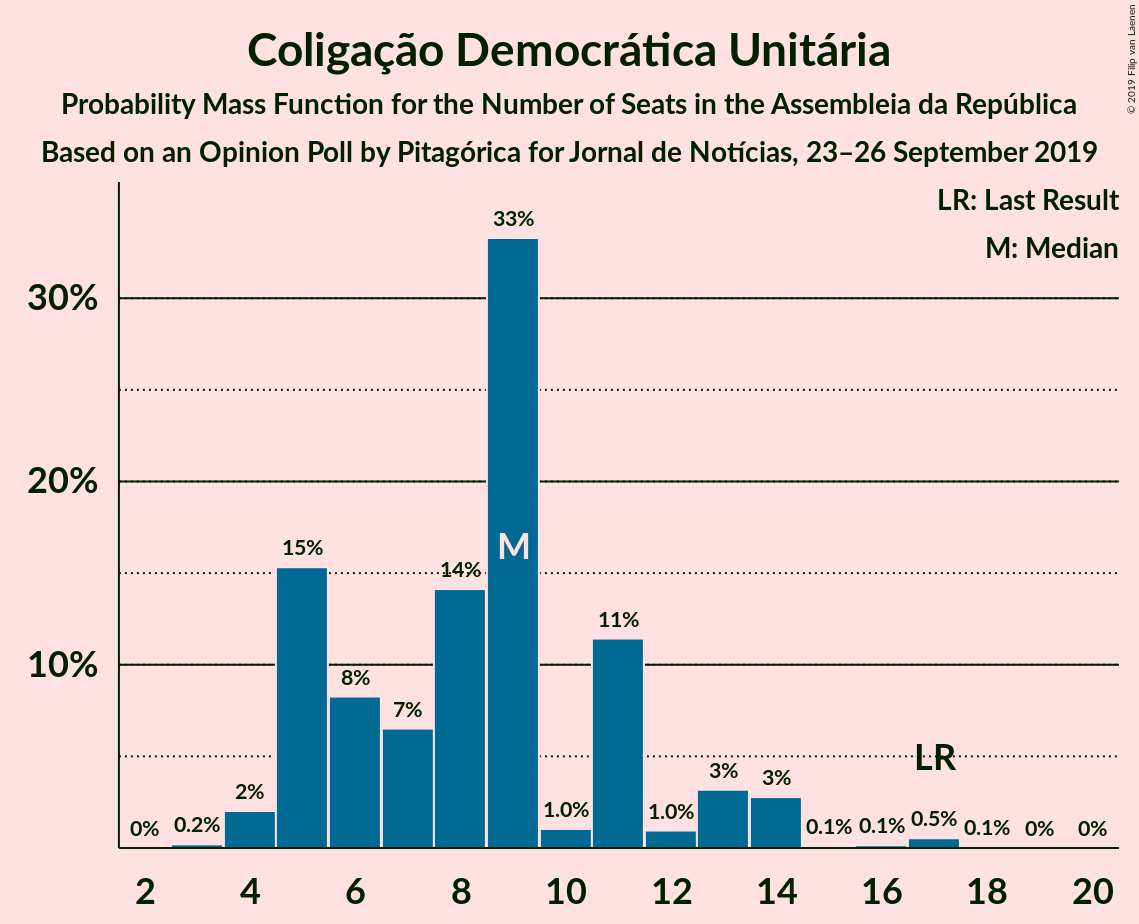 Coligação Democrática Unitária
Probability Mass Function for the Number of Seats in the Assembleia da República
Based on an Opinion Poll by Pitagórica for Jornal de Notícias, 23–26 September 2019
© 2019 Filip van Laenen
LR: Last Result
M: Median
33%
30%
20%
15%
14%
M
11%
10%
8%
7%
LR
3%
3%
2%
1.0%
1.0%
0.5%
0%
0.2%
0.1%
0.1%
0.1%
0%
0%
2 4 6 8 10 12 14 16 18 20